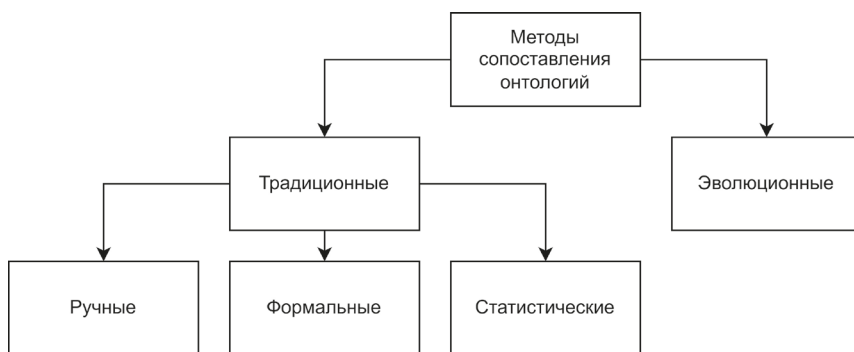 Методы
сопоставления
онтологий
Традиционные
Эволюционные
Ручные
Формальные
Статистические